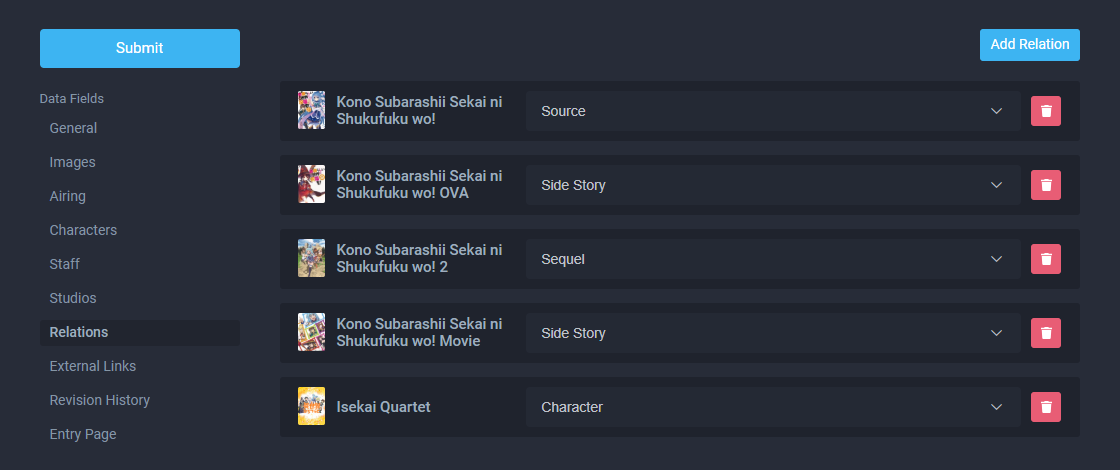 Submit
Add Relation
Data Fields
General
Images
Airing
Characters
Staff
Studios
Relations
External Links
Revision History
Entry Page
Kono Subarashii Sekai ni
Shukufuku wo!
Source
Kono Subarashii Sekai ni
Shukufuku wo! OVA
Side Story
Kono Subarashii Sekai ni
Shukufuku wo! 2
Sequel
Kono Subarashii Sekai ni
Shukufuku wo! Movie
Side Story
Isekai Quartet
Character